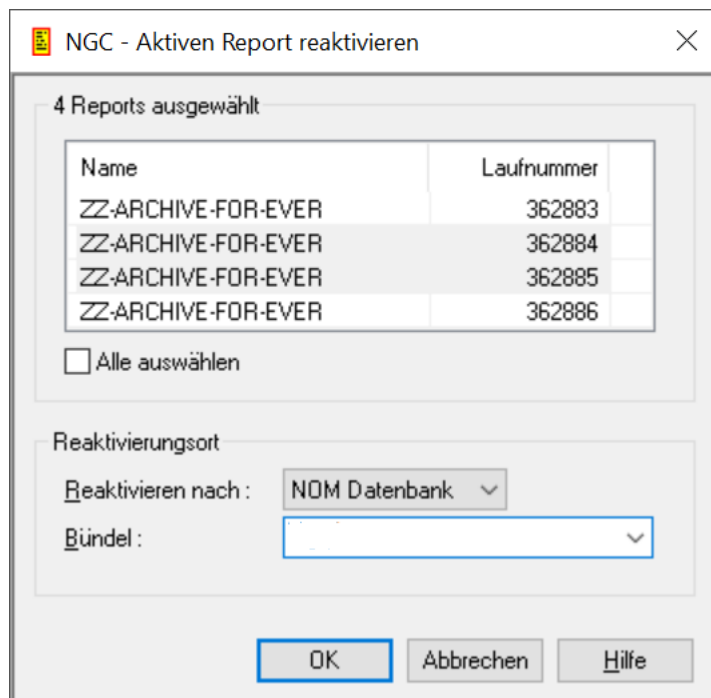 NGC - Aktiven Report reaktivieren
4 Reports ausgewählt
Name Laufnummer
ZZ-ARCHIVE-FOR-EVER 362883
ZZ-ARCHIVE-FOR-EVER 362884
ZZ-ARCHIVE-FOR-EVER 362885
ZZ-ARCHIVE-FOR-EVER 362886
Alle auswählen
Reaktivierungsort
Reaktivieren nach : NOM Datenbank
Bündel :
OK Abbrechen Hilfe